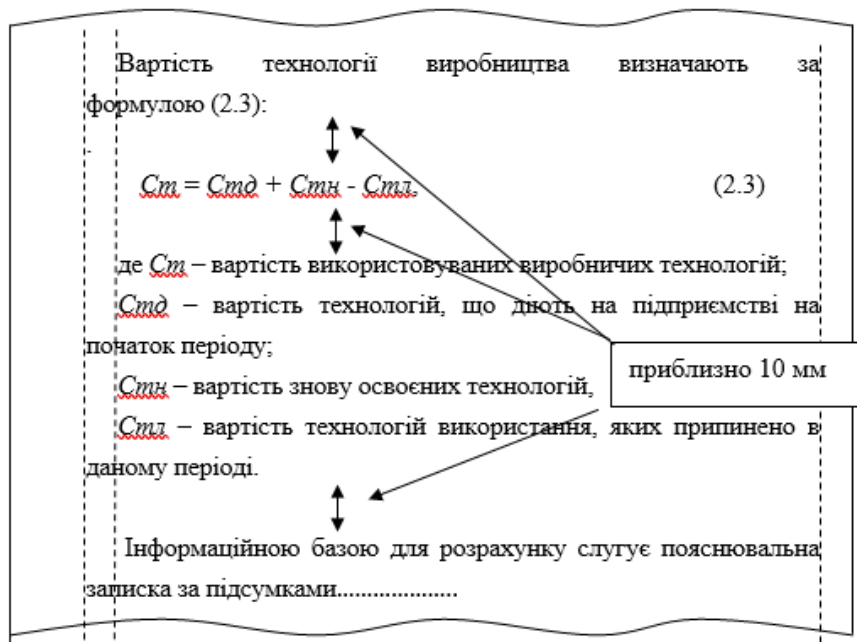 Вартість технології виробництва визначають за
формулою (2.3):
.
Ст = Стд + Стн - Стл, (2.3)
де Ст – вартість використовуваних виробничих технологій;
Стд – вартість технологій, що діють на підприємстві на
початок періоду;
приблизно 10 мм
Стн – вартість знову освоєних технологій,
Стл – вартість технологій використання, яких припинено в
даному періоді.
Інформаційною базою для розрахунку слугує пояснювальна
записка за підсумками.....................